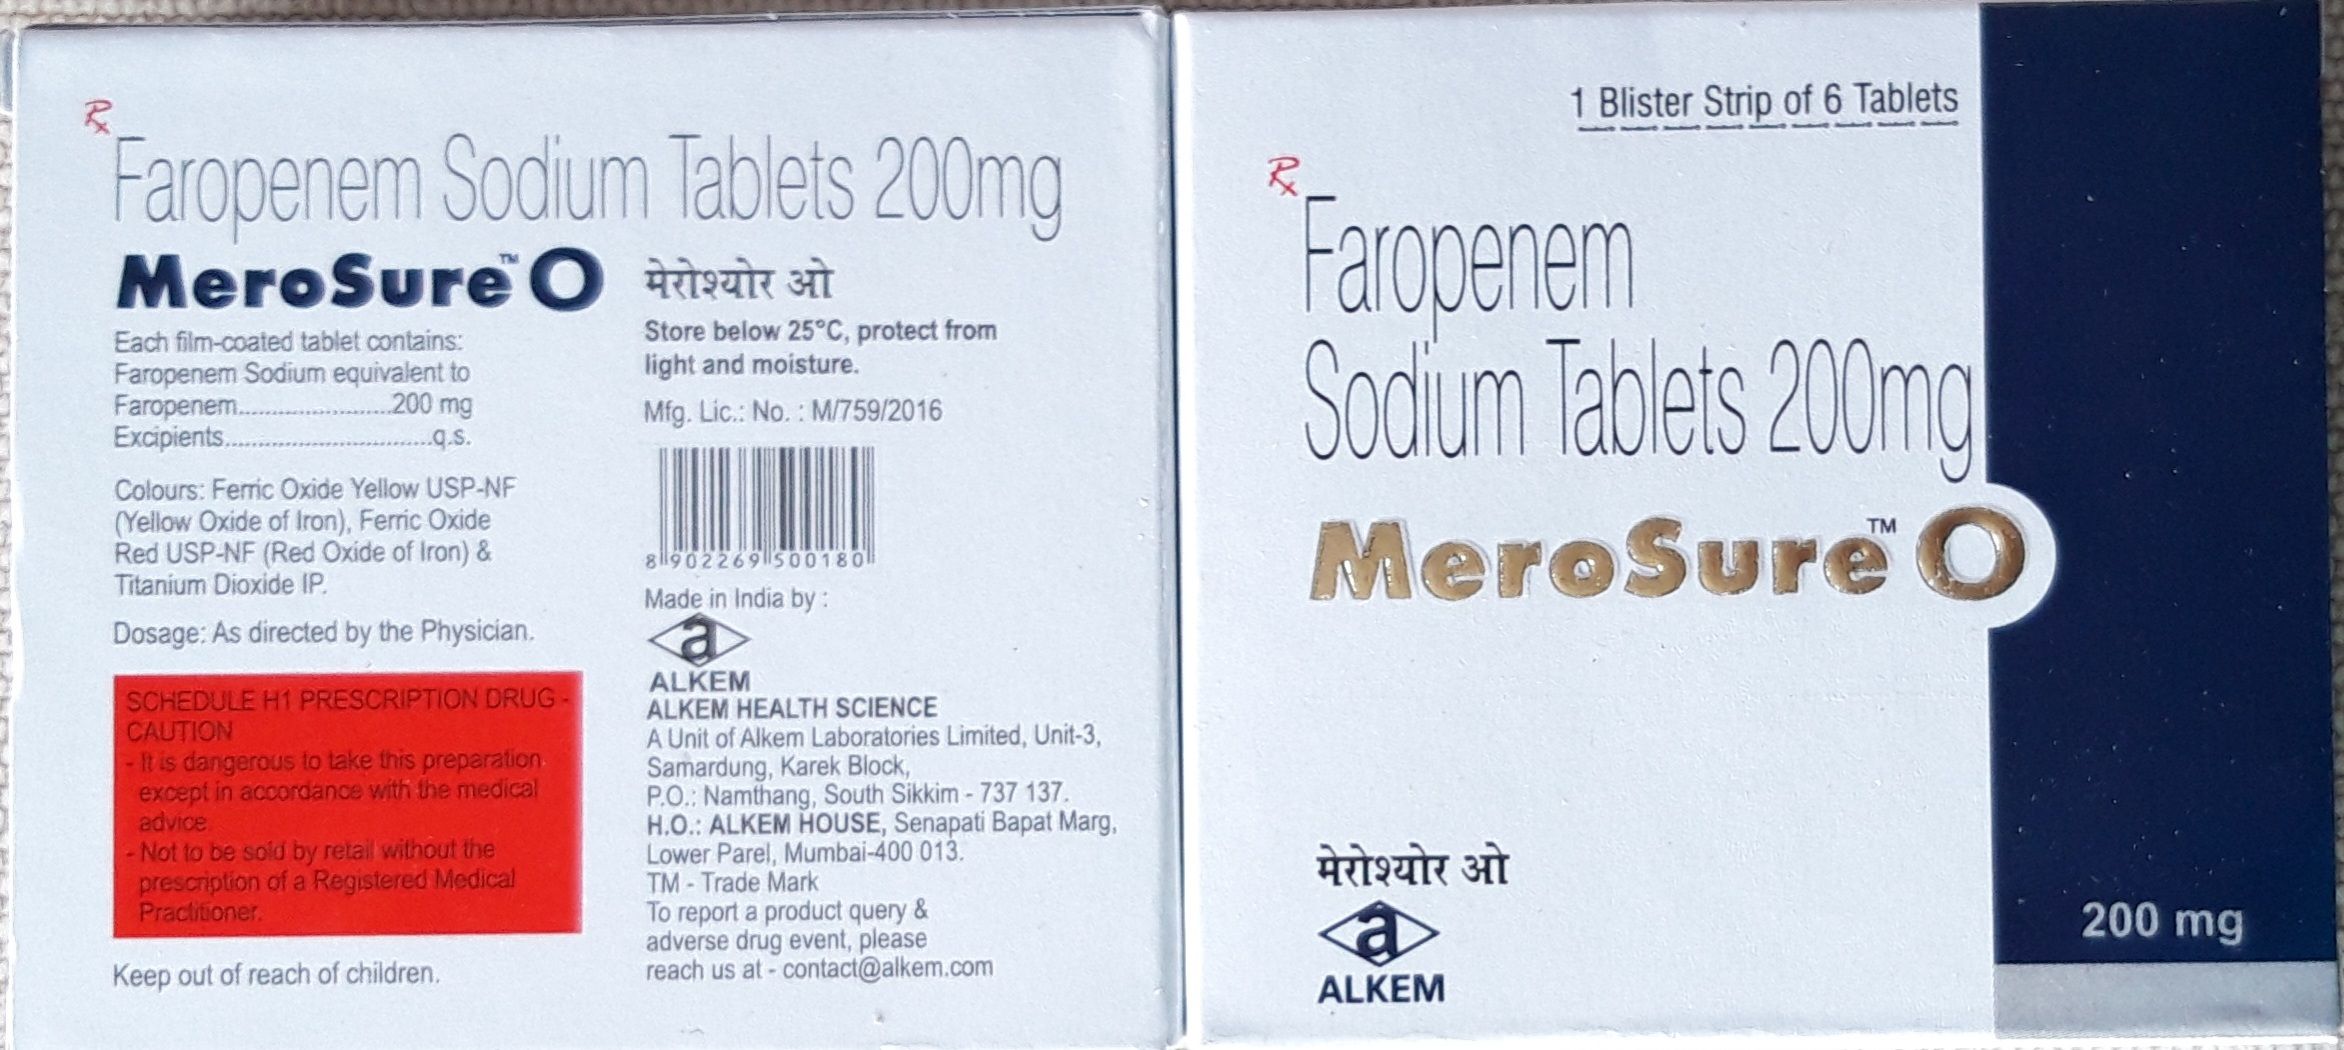 Rx
Faropenem Sodium Tablets 200mg
MeroSure™ O
Each film-coated tablet contains:
Faropenem Sodium equivalent to
Faropenem........................200 mg
Excipients................................q.s.
Colours: Ferric Oxide Yellow USP-NF
(Yellow Oxide of Iron), Ferric Oxide
Red USP-NF (Red Oxide of Iron) &
Titanium Dioxide IP.
Dosage: As directed by the Physician.
SCHEDULE H1 PRESCRIPTION DRUG -
CAUTION
- It is dangerous to take this preparation
except in accordance with the medical
advice.
- Not to be sold by retail without the
prescription of a Registered Medical
Practitioner.
Keep out of reach of children.
मेरोश्योर ओ
Store below 25°C, protect from
light and moisture.
Mfg. Lic.: No. : M/759/2016
8 902269 500180
Made in India by :
a
ALKEM
ALKEM HEALTH SCIENCE
A Unit of Alkem Laboratories Limited, Unit-3,
Samardung, Karek Block,
P.O.: Namthang, South Sikkim - 737 137.
H.O.: ALKEM HOUSE, Senapati Bapat Marg,
Lower Parel, Mumbai-400 013.
TM - Trade Mark
To report a product query &
adverse drug event, please
reach us at - contact@alkem.com
1 Blister Strip of 6 Tablets
Rx
Faropenem
Sodium Tablets 200mg
MeroSure™ O
मेरोश्योर ओ
a
ALKEM
200 mg